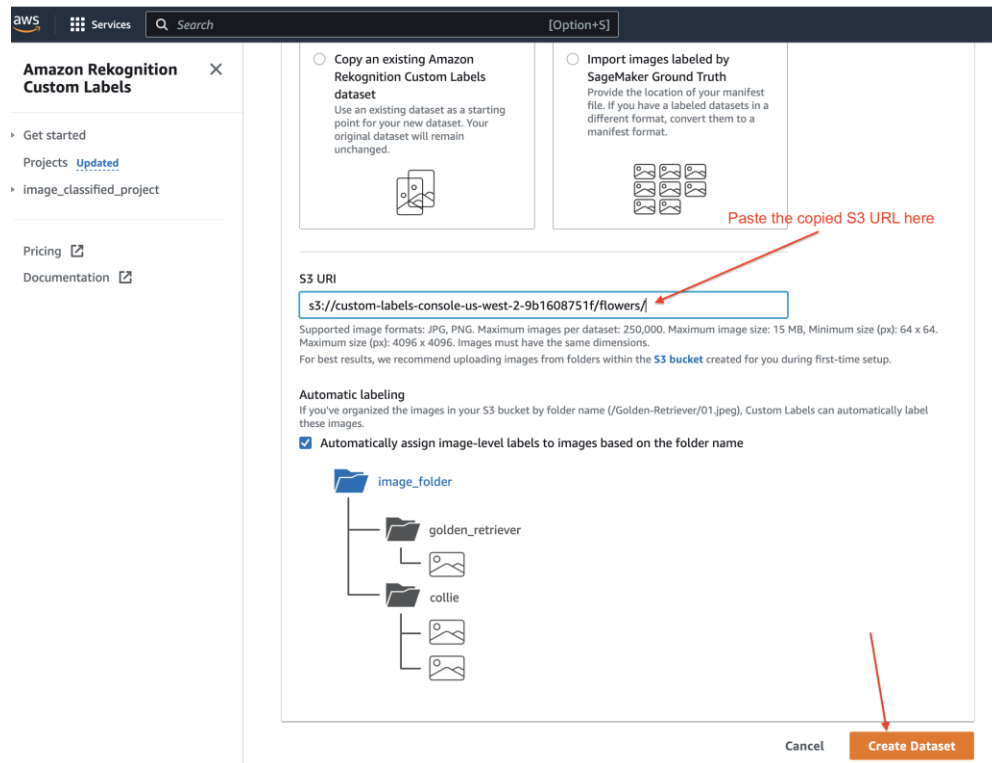 aws
Services
Search
[Option+S]
Amazon Rekognition
Custom Labels
Get started
Projects Updated
image_classified_project
Pricing
Documentation
Copy an existing Amazon
Rekognition Custom Labels
dataset
Use an existing dataset as a starting
point for your new dataset. Your
original dataset will remain
unchanged.
Import images labeled by
SageMaker Ground Truth
Provide the location of your manifest
file. If you have a labeled datasets in a
different format, convert them to a
manifest format.
Paste the copied S3 URL here
S3 URI
s3://custom-labels-console-us-west-2-9b1608751f/flowers/
Supported image formats: JPG, PNG. Maximum images per dataset: 250,000. Maximum image size: 15 MB, Minimum size (px): 64 x 64.
Maximum size (px): 4096 x 4096. Images must have the same dimensions.
For best results, we recommend uploading images from folders within the S3 bucket created for you during first-time setup.
Automatic labeling
If you've organized the images in your S3 bucket by folder name (/Golden-Retriever/01.jpeg), Custom Labels can automatically label
these images.
Automatically assign image-level labels to images based on the folder name
image_folder
golden_retriever
collie
Cancel
Create Dataset